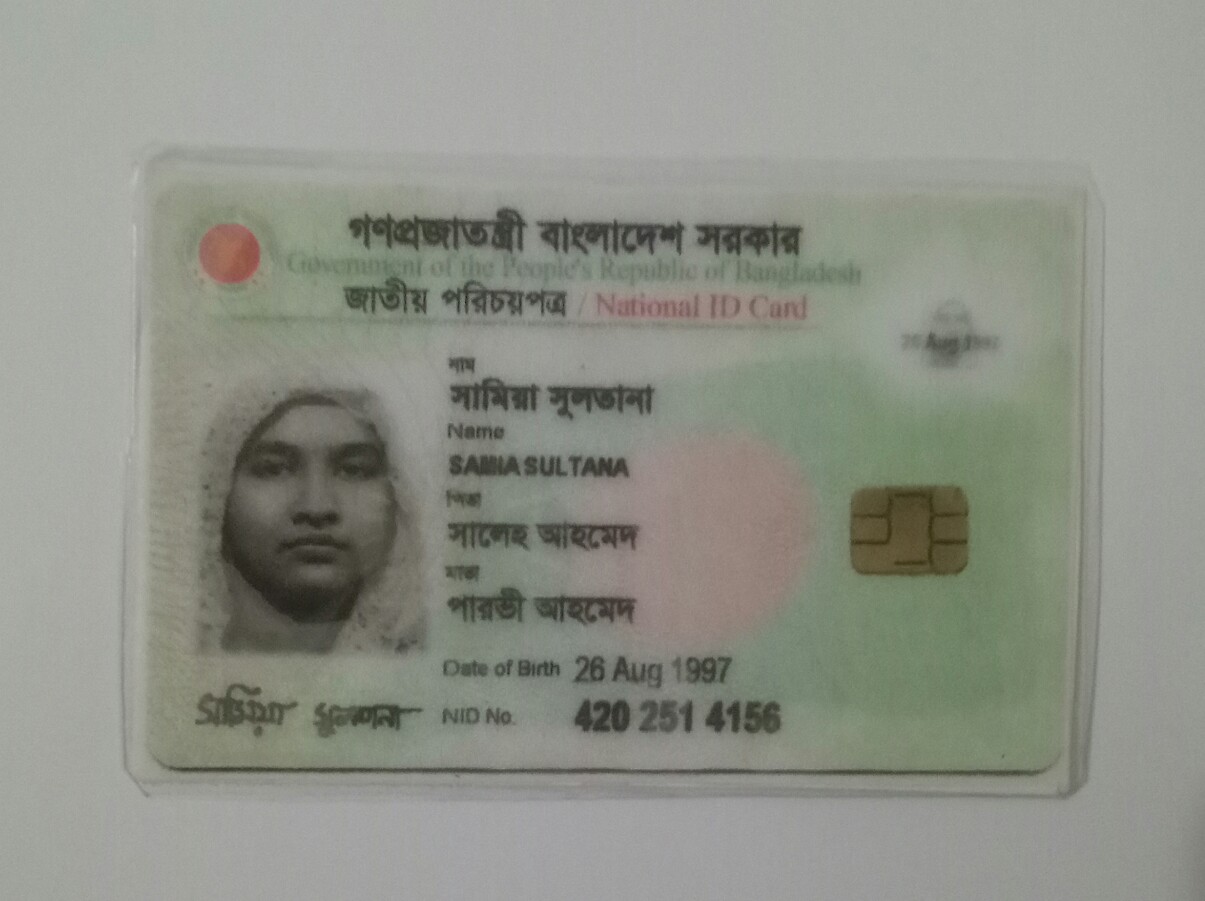 গণপ্রজাতন্ত্রী বাংলাদেশ সরকার
Government of the People's Republic of Bangladesh
জাতীয় পরিচয়পত্র / National ID Card
26 Aug 1997
নাম
সামিয়া সুলতানা
Name
SAMIA SULTANA
পিতা
সালেহ আহমেদ
মাতা
পারভী আহমেদ
Date of Birth 26 Aug 1997
সামিয়া সুলতানা NID No. 420 251 4156